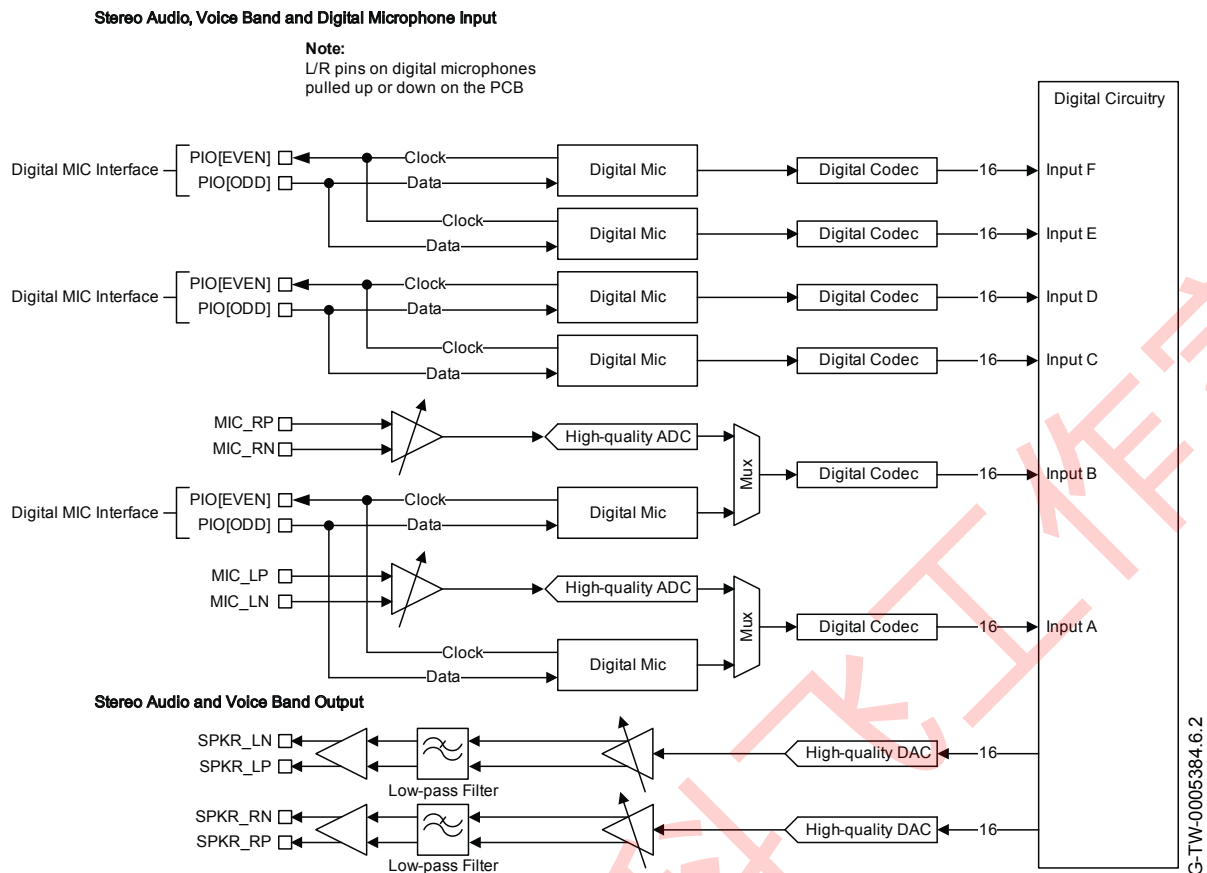 Stereo Audio, Voice Band and Digital Microphone Input
Note:
L/R pins on digital microphones
pulled up or down on the PCB
Digital Circuitry
Digital MIC Interface
PIO[EVEN]
PIO[ODD]
Clock
Data
Digital Mic
Digital Codec
16
Input F
Clock
Data
Digital Mic
Digital Codec
16
Input E
Digital MIC Interface
PIO[EVEN]
PIO[ODD]
Clock
Data
Digital Mic
Digital Codec
16
Input D
Clock
Data
Digital Mic
Digital Codec
16
Input C
MIC_RP
MIC_RN
High-quality ADC
Mux
Digital Codec
16
Input B
Digital MIC Interface
PIO[EVEN]
PIO[ODD]
Clock
Data
Digital Mic
MIC_LP
MIC_LN
High-quality ADC
Mux
Digital Codec
16
Input A
Clock
Data
Digital Mic
Stereo Audio and Voice Band Output
SPKR_LN
SPKR_LP
Low-pass Filter
High-quality DAC
16
SPKR_RN
SPKR_RP
Low-pass Filter
High-quality DAC
16
G-TW-0005384.6.2
飞工作